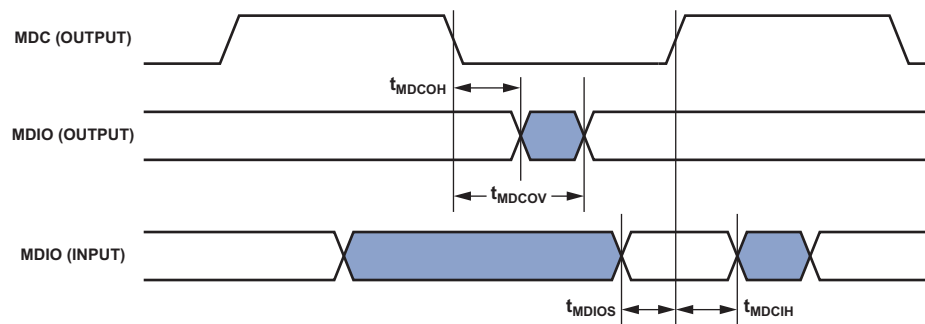 MDC (OUTPUT)
tMDCOH
MDIO (OUTPUT)
tMDCOV
MDIO (INPUT)
tMDIOS
tMDCIH